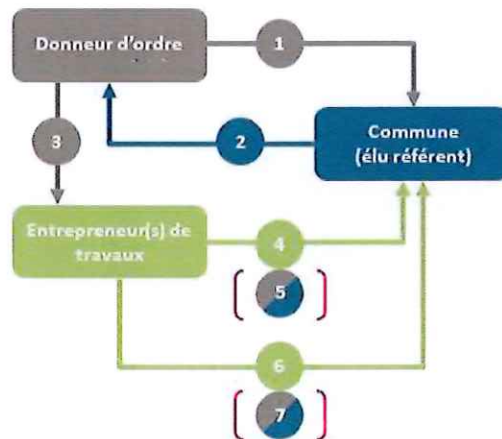 Donneur d'ordre
1
Commune
(élu référent)
2
3
Entrepreneur(s) de
travaux
4
5
6
7